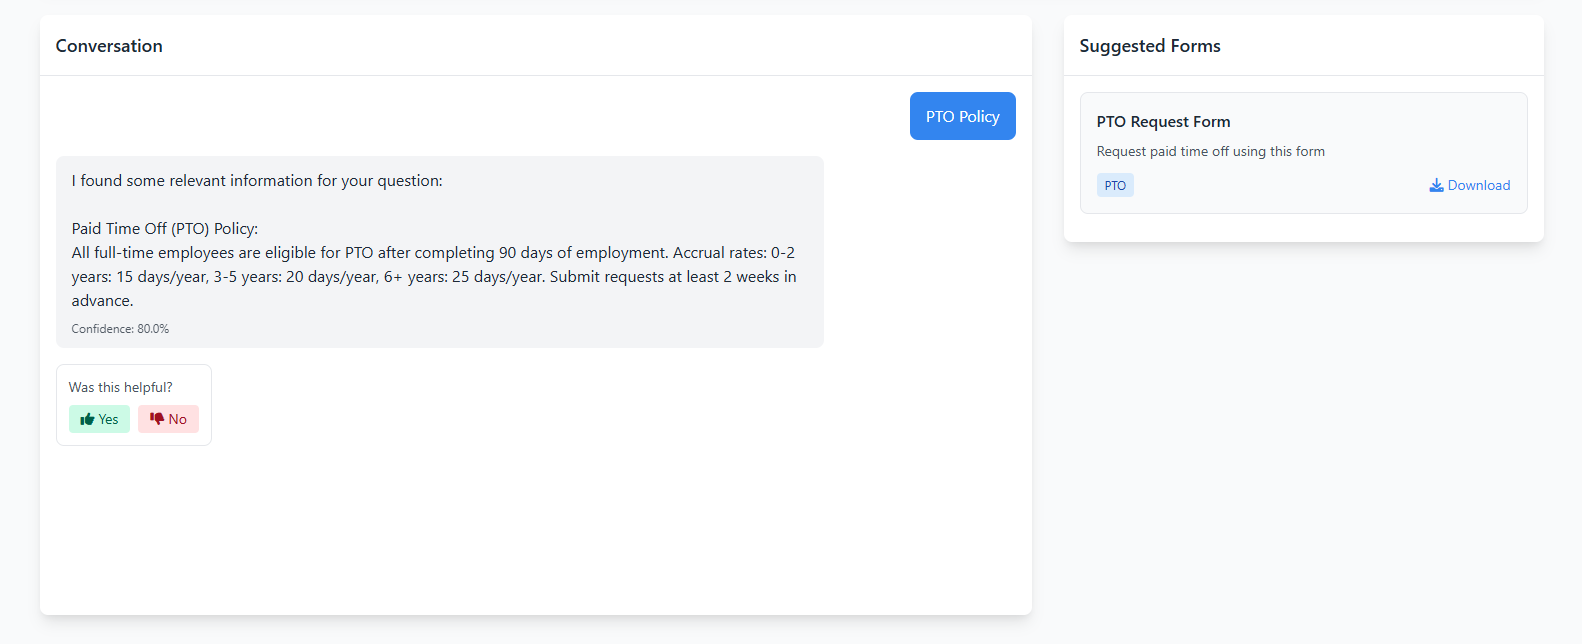 Conversation
PTO Policy
I found some relevant information for your question:
Paid Time Off (PTO) Policy:
All full-time employees are eligible for PTO after completing 90 days of employment. Accrual rates: 0-2
years: 15 days/year, 3-5 years: 20 days/year, 6+ years: 25 days/year. Submit requests at least 2 weeks in
advance.
Confidence: 80.0%
Was this helpful?
Yes
No
Suggested Forms
PTO Request Form
Request paid time off using this form
PTO
Download